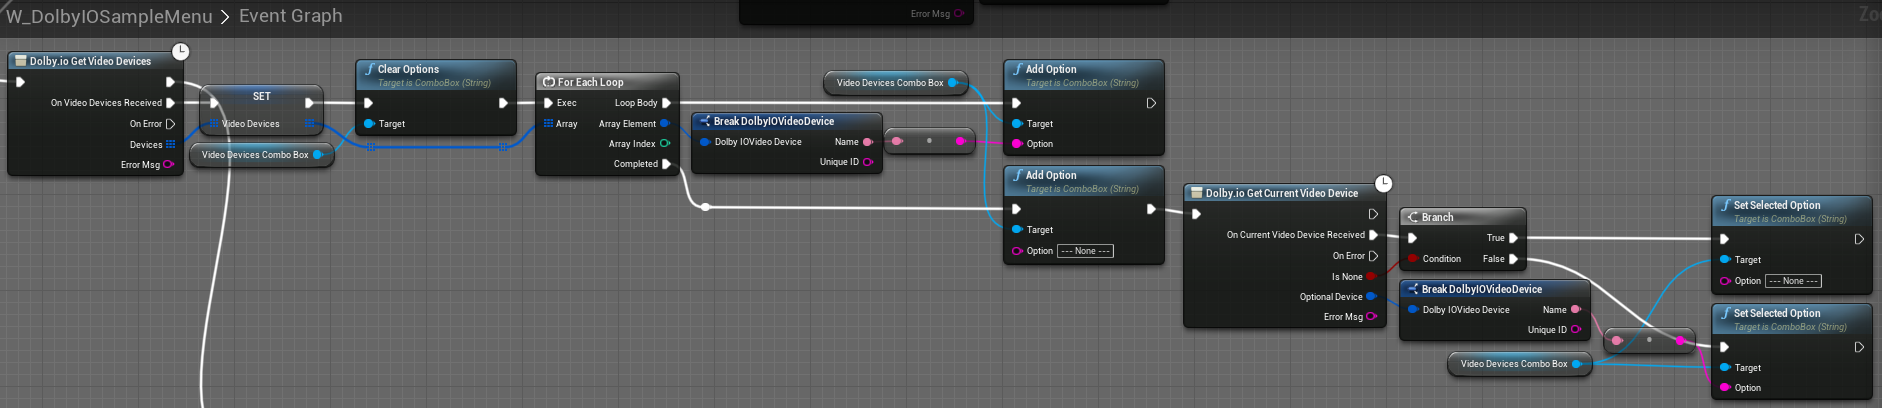 W_DolbyIOSampleMenu > Event Graph
Zo
Error Msg
Dolby.io Get Video Devices
On Video Devices Received
On Error
Devices
Error Msg
SET
Video Devices
Video Devices Combo Box
Clear Options
Target is ComboBox (String)
Target
For Each Loop
Exec
Loop Body
Array
Array Element
Array Index
Completed
Break DolbyIOVideoDevice
Dolby IOVideo Device
Name
Unique ID
Video Devices Combo Box
Add Option
Target is ComboBox (String)
Target
Option
Add Option
Target is ComboBox (String)
Target
Option --- None ---
Dolby.io Get Current Video Device
On Current Video Device Received
On Error
Is None
Optional Device
Error Msg
Branch
True
Condition
False
Break DolbyIOVideoDevice
Dolby IOVideo Device
Name
Unique ID
Video Devices Combo Box
Set Selected Option
Target is ComboBox (String)
Target
Option --- None ---
Set Selected Option
Target is ComboBox (String)
Target
Option